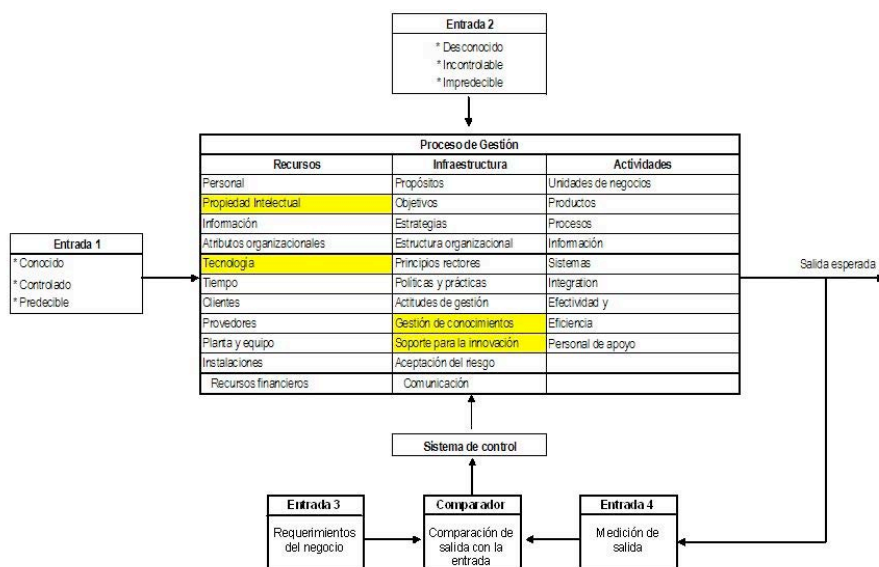 Entrada 2
* Desconocido
* Incontrolable
* Impredecible
Proceso de Gestión
Recursos Infraestructura Actividades
Personal Propósitos Unidades de negocios
Propiedad Intelectual Objetivos Productos
Información Estrategias Procesos
Atributos organizacionales Estructura organizacional Información
Tecnología Principios rectores Sistemas
Tiempo Políticas y prácticas Integration
Clientes Actitudes de gestión Efectividad y
Provedores Gestión de conocimientos Eficiencia
Planta y equipo Soporte para la innovación Personal de apoyo
Instalaciones Aceptación del riesgo
Recursos financieros Comunicación
Entrada 1
* Conocido
* Controlado
* Predecible
Salida esperada
Sistema de control
Entrada 3
Requerimientos
del negocio
Comparador
Comparación de
salida con la
entrada
Entrada 4
Medición de
salida